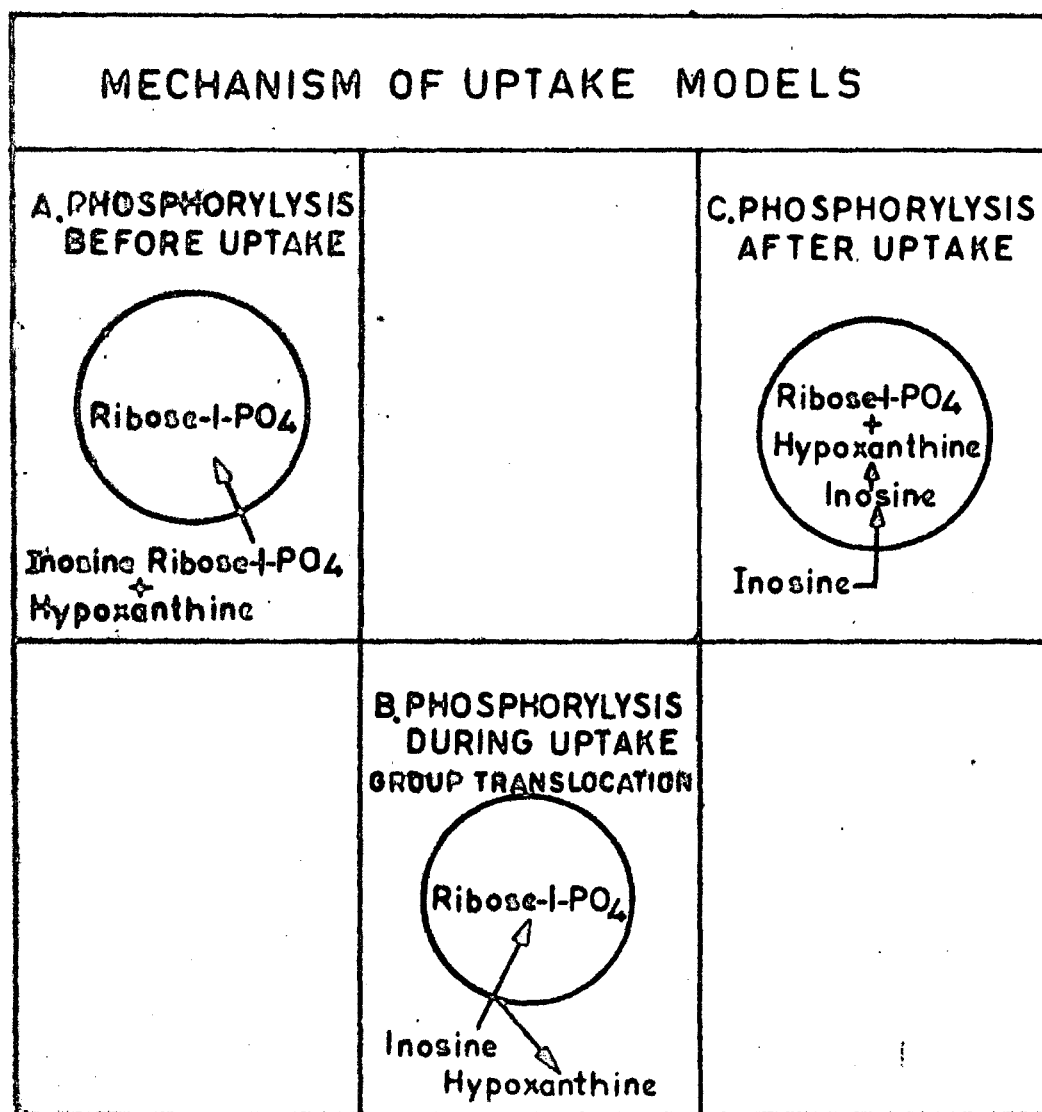 MECHANISM OF UPTAKE MODELS
A. PHOSPHORYLYSIS
BEFORE UPTAKE
Ribose-1-PO4
Inosine Ribose-1-PO4
+
Hypoxanthine
C. PHOSPHORYLYSIS
AFTER UPTAKE
Ribose-1-PO4
+
Hypoxanthine
Inosine
Inosine
B. PHOSPHORYLYSIS
DURING UPTAKE
GROUP TRANSLOCATION
Ribose-1-PO4
Inosine
Hypoxanthine